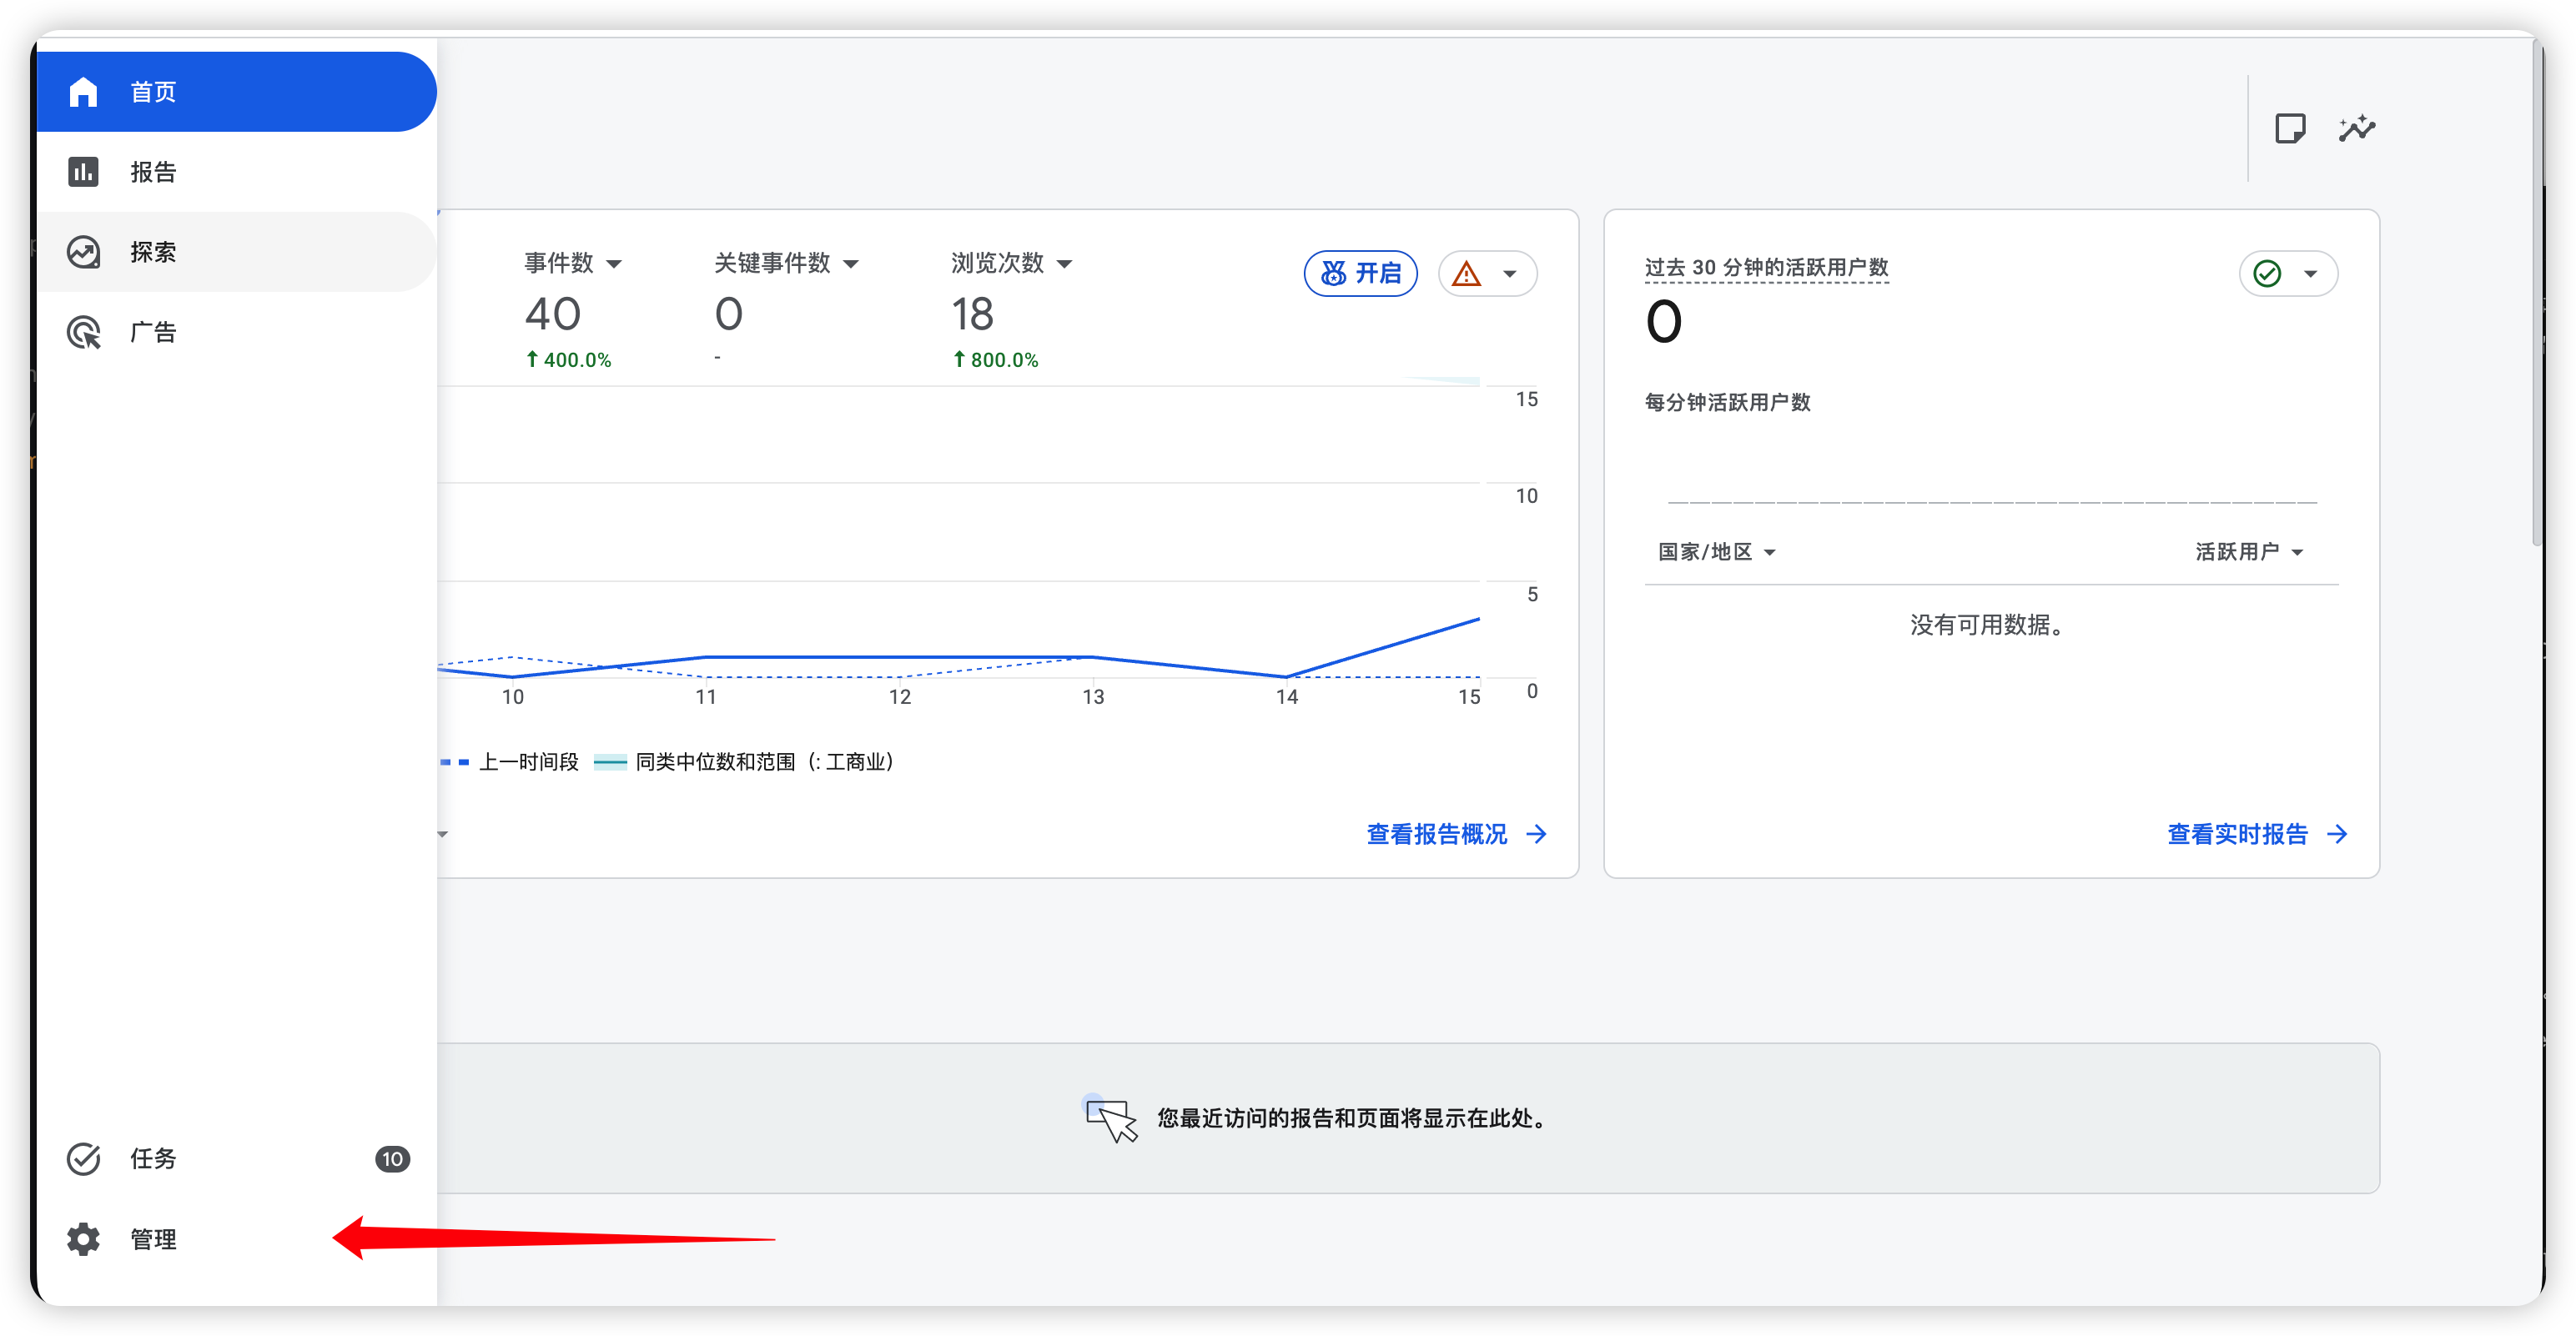 首页
报告
探索
广告
任务
10
管理
事件数
40
400.0%
关键事件数
0
-
浏览次数
18
800.0%
开启
15
10
5
0
10
11
12
13
14
15
上一时间段
同类中位数和范围（: 工商业）
查看报告概况
过去 30 分钟的活跃用户数
0
每分钟活跃用户数
国家/地区
活跃用户
没有可用数据。
查看实时报告
您最近访问的报告和页面将显示在此处。